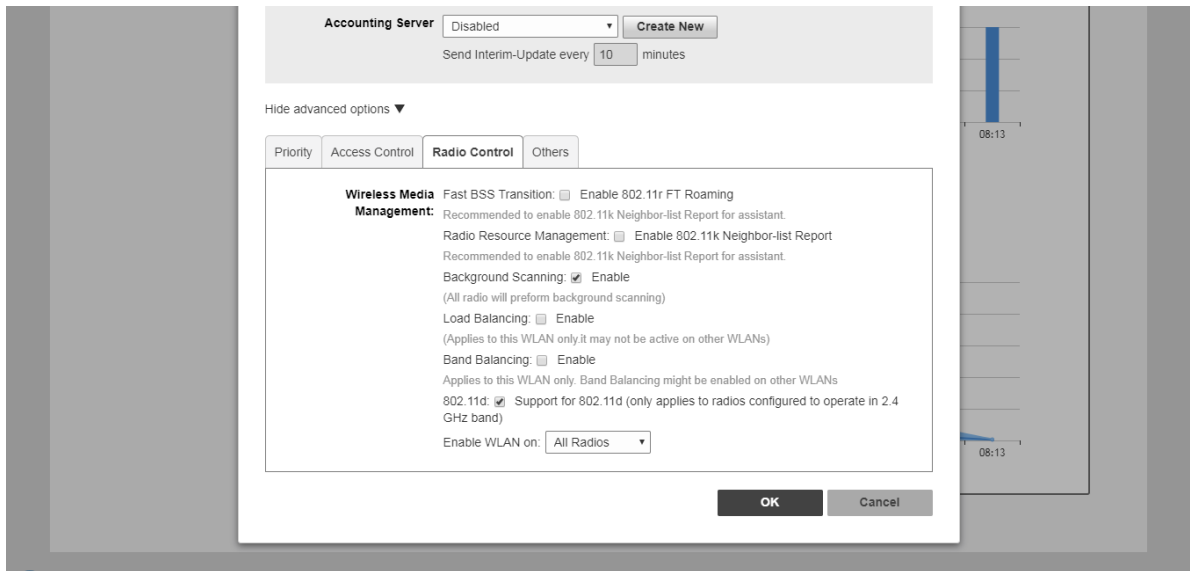 Accounting Server Disabled Create New
Send Interim-Update every 10 minutes
Hide advanced options ▼
Priority Access Control Radio Control Others
Wireless Media Management: Fast BSS Transition: Enable 802.11r FT Roaming
Recommended to enable 802.11k Neighbor-list Report for assistant.
Radio Resource Management: Enable 802.11k Neighbor-list Report
Recommended to enable 802.11k Neighbor-list Report for assistant.
Background Scanning: Enable
(All radio will preform background scanning)
Load Balancing: Enable
(Applies to this WLAN only.it may not be active on other WLANs)
Band Balancing: Enable
Applies to this WLAN only. Band Balancing might be enabled on other WLANs
802.11d: Support for 802.11d (only applies to radios configured to operate in 2.4
GHz band)
Enable WLAN on: All Radios
OK Cancel
08:13
08:13